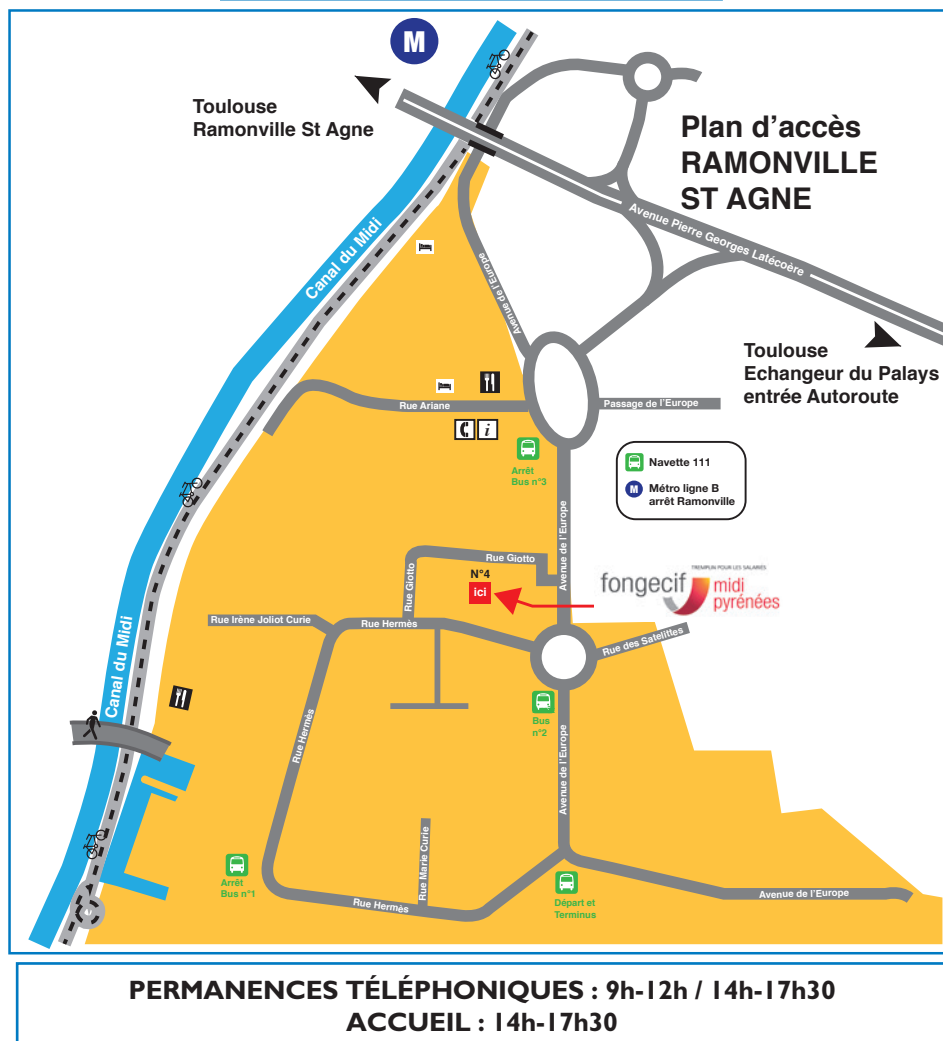 M
Toulouse
Ramonville St Agne
Plan d'accès
RAMONVILLE
ST AGNE
Avenue Pierre Georges Latécoère
Canal du Midi
Avenue de l'Europe
Toulouse
Echangeur du Palays
entrée Autoroute
Rue Ariane
Passage de l'Europe
i
Arrêt
Bus n°3
Navette 111
M
Métro ligne B
arrêt Ramonville
Avenue de l'Europe
Rue Giotto
Rue Giotto
N°4
ici
TREMPLIN POUR LES SALARIÉS
fongecif
midi
pyrénées
Rue Irène Joliot Curie
Rue Hermès
Rue des Satelittes
Canal du Midi
Rue Hermès
Bus
n°2
Avenue de l'Europe
Rue Marie Curie
Arrêt
Bus n°1
Rue Hermès
Départ et
Terminus
Avenue de l'Europe
PERMANENCES TÉLÉPHONIQUES : 9h-12h / 14h-17h30
ACCUEIL : 14h-17h30